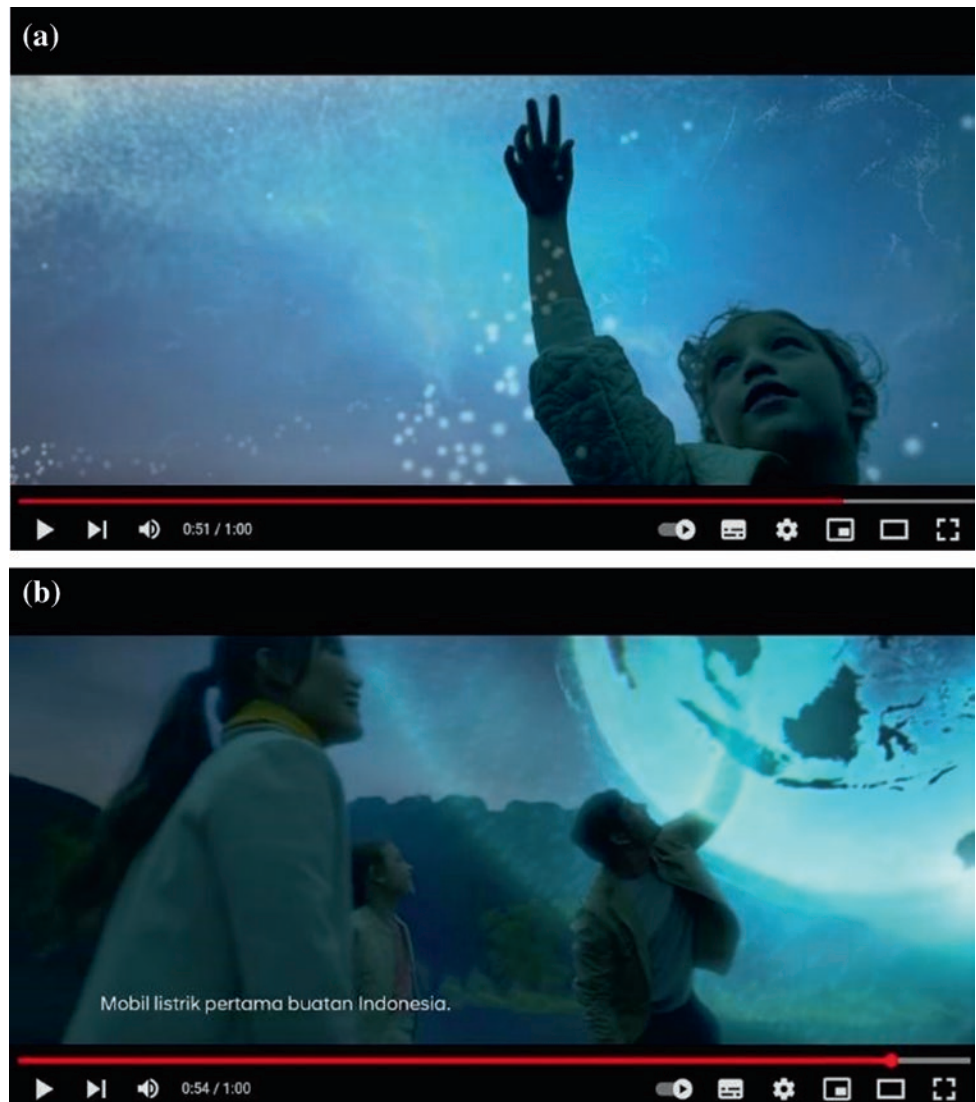 (a)
0:51 / 1:00
(b)
Mobil listrik pertama buatan Indonesia.
0:54 / 1:00